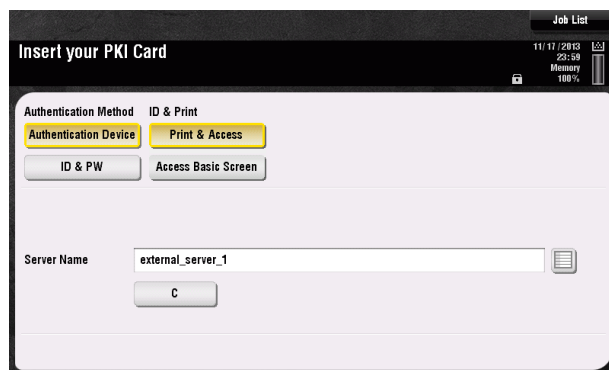 Job List
Insert your PKI Card
11/17/2013
23:59
Memory
100%
Authentication Method ID & Print
Authentication Device Print & Access
ID & PW Access Basic Screen
Server Name external_server_1
C